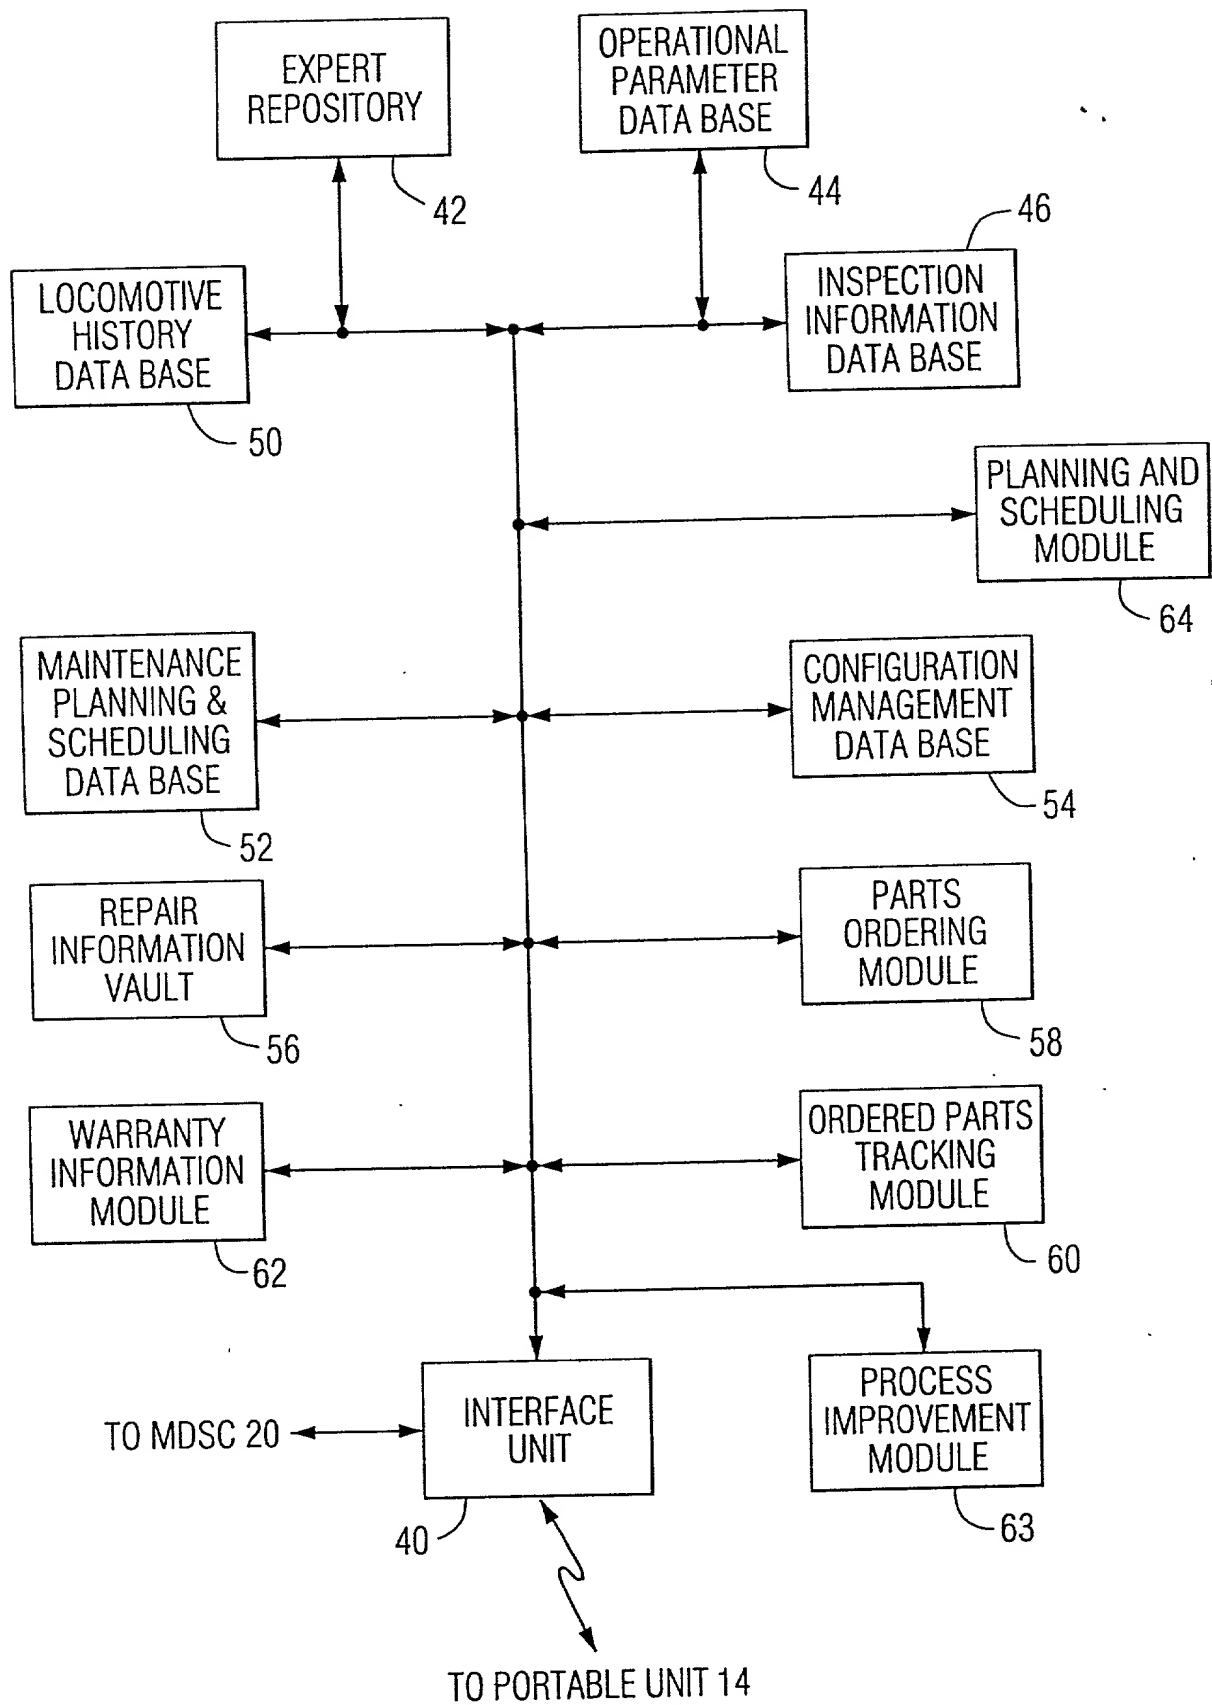 EXPERT
REPOSITORY
42
OPERATIONAL
PARAMETER
DATA BASE
44
LOCOMOTIVE
HISTORY
DATA BASE
50
INSPECTION
INFORMATION
DATA BASE
46
PLANNING AND
SCHEDULING
MODULE
64
MAINTENANCE
PLANNING &
SCHEDULING
DATA BASE
52
CONFIGURATION
MANAGEMENT
DATA BASE
54
REPAIR
INFORMATION
VAULT
56
PARTS
ORDERING
MODULE
58
WARRANTY
INFORMATION
MODULE
62
ORDERED PARTS
TRACKING
MODULE
60
TO MDSC 20
INTERFACE
UNIT
40
PROCESS
IMPROVEMENT
MODULE
63
TO PORTABLE UNIT 14